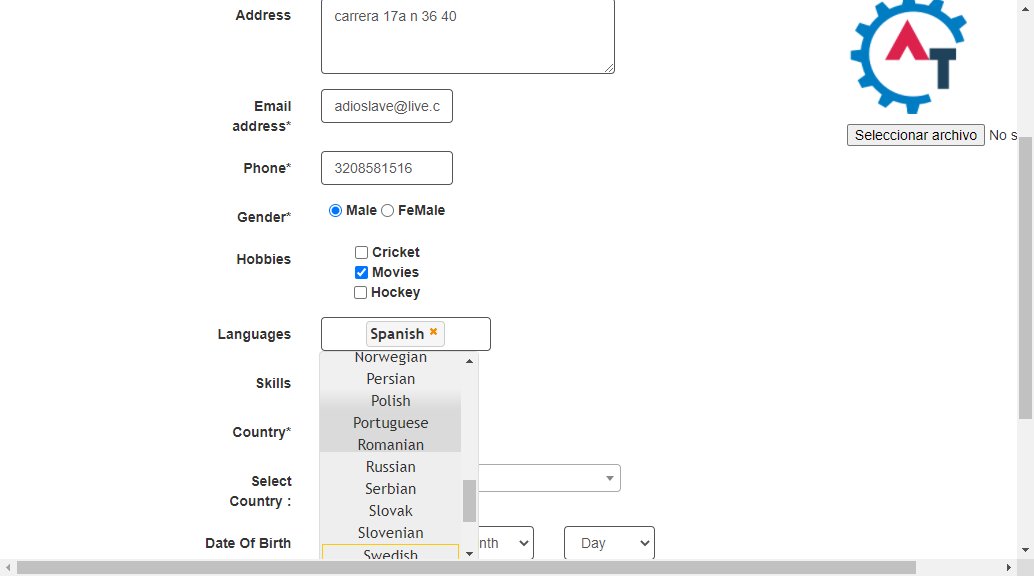 Address
carrera 17a n 36 40
AT
Seleccionar archivo No s
Email address*
adioslave@live.c
Phone*
3208581516
Gender*
Male FeMale
Hobbies
Cricket
Movies
Hockey
Languages
Spanish ×
Norwegian
Persian
Polish
Portuguese
Romanian
Russian
Serbian
Slovak
Slovenian
Swedish
Skills
Country*
Select Country :
Date Of Birth
nth Day